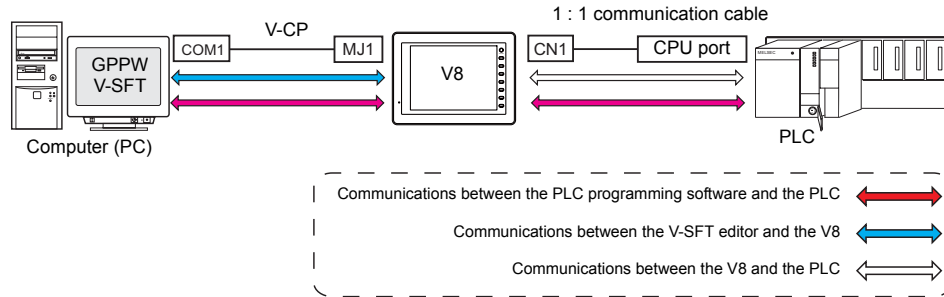 1 : 1 communication cable
V-CP
COM1
MJ1
CN1
CPU port
GPPW
V-SFT
V8
MELSEC
Computer (PC)
PLC
Communications between the PLC programming software and the PLC
Communications between the V-SFT editor and the V8
Communications between the V8 and the PLC